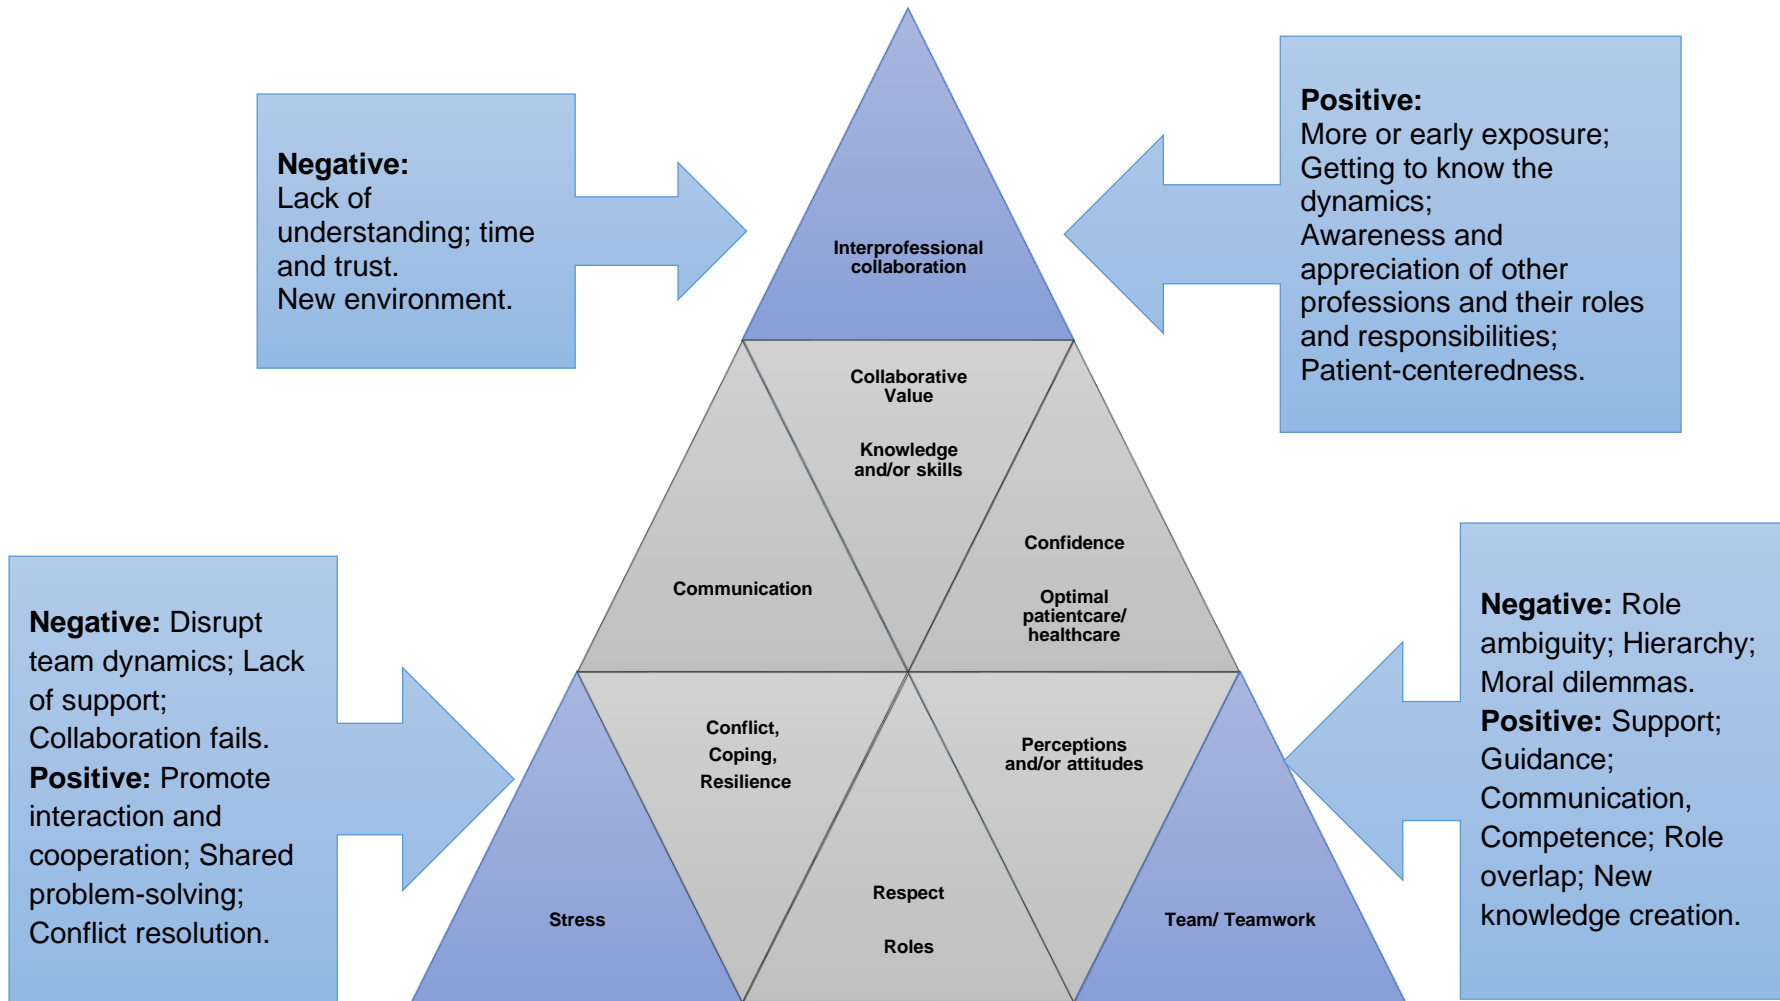 Negative:
Lack of
understanding; time
and trust.
New environment.
Positive:
More or early exposure;
Getting to know the
dynamics;
Awareness and
appreciation of other
professions and their roles
and responsibilities;
Patient-centeredness.
Interprofessional
collaboration
Collaborative
Value
Knowledge
and/or skills
Communication
Confidence
Optimal
patientcare/
healthcare
Negative: Disrupt
team dynamics; Lack
of support;
Collaboration fails.
Positive: Promote
interaction and
cooperation; Shared
problem-solving;
Conflict resolution.
Stress
Conflict,
Coping,
Resilience
Respect
Roles
Perceptions
and/or attitudes
Team/ Teamwork
Negative: Role
ambiguity; Hierarchy;
Moral dilemmas.
Positive: Support;
Guidance;
Communication,
Competence; Role
overlap; New
knowledge creation.